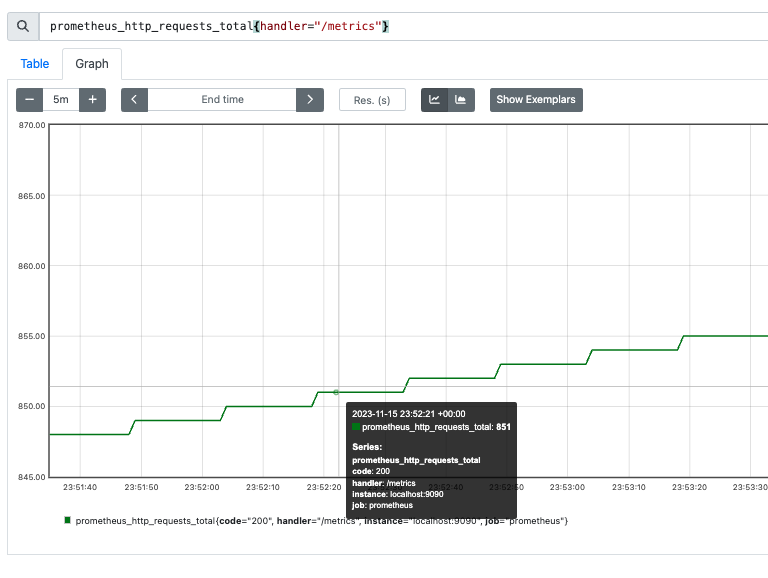 prometheus_http_requests_total{handler="/metrics"}
Table Graph
− 5m + End time Res. (s) Show Exemplars
870.00
865.00
860.00
855.00
850.00
845.00
2023-11-15 23:52:21 +00:00
prometheus_http_requests_total: 851
Series:
prometheus_http_requests_total
code: 200
handler: /metrics
instance: localhost:9090
job: prometheus
23:51:40 23:51:50 23:52:00 23:52:10 23:52:20 23:52:40 23:52:50 23:53:00 23:53:10 23:53:20 23:53:30
prometheus_http_requests_total{code="200", handler="/metrics", instance="localhost:9090", job="prometheus"}